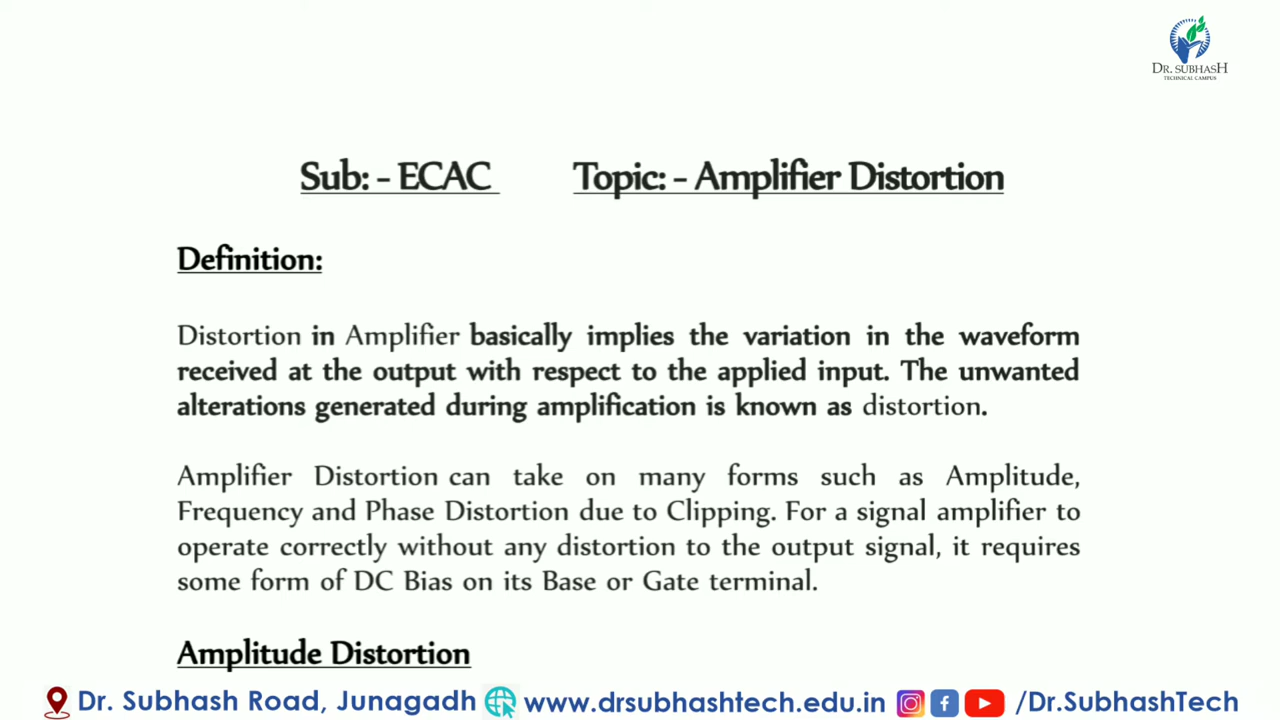 DR. SUBHASH
TECHNICAL CAMPUS
Sub: - ECAC Topic: - Amplifier Distortion
Definition:
Distortion in Amplifier basically implies the variation in the waveform
received at the output with respect to the applied input. The unwanted
alterations generated during amplification is known as distortion.
Amplifier Distortion can take on many forms such as Amplitude,
Frequency and Phase Distortion due to Clipping. For a signal amplifier to
operate correctly without any distortion to the output signal, it requires
some form of DC Bias on its Base or Gate terminal.
Amplitude Distortion
Dr. Subhash Road, Junagadh www.drsubhashtech.edu.in /Dr.SubhashTech